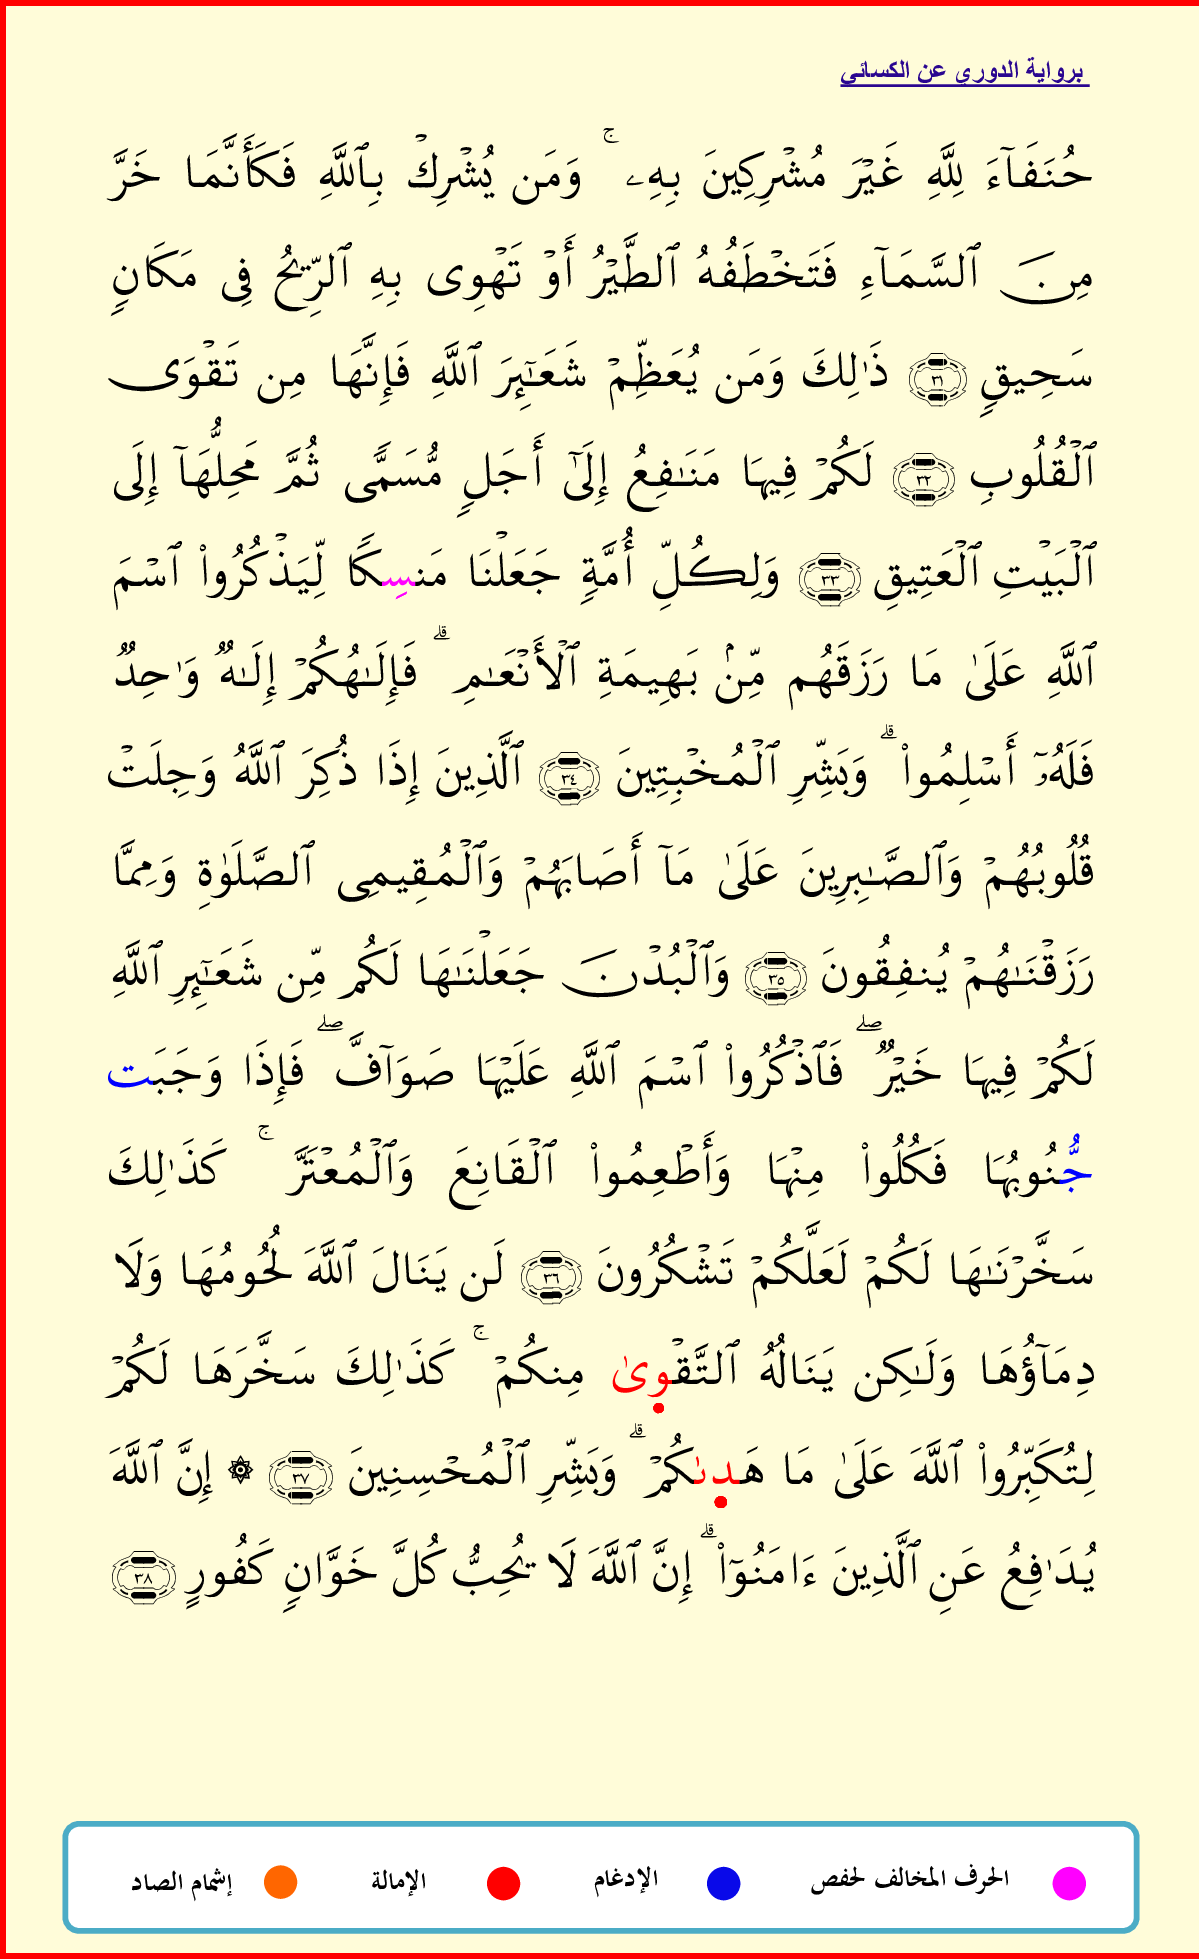 برواية الدوري عن الكسائي
حُنَفَآءَ لِلَّهِ غَيْرَ مُشْرِكِينَ بِهِۦ ۚ وَمَن يُشْرِكْ بِٱللَّهِ فَكَأَنَّمَا خَرَّ
مِنَ ٱلسَّمَآءِ فَتَخْطَفُهُ ٱلطَّيْرُ أَوْ تَهْوِى بِهِ ٱلرِّيحُ فِى مَكَانٍ
سَحِيقٍ ٣١ ذَٰلِكَ وَمَن يُعَظِّمْ شَعَـٰٓئِرَ ٱللَّهِ فَإِنَّهَا مِن تَقْوَى
ٱلْقُلُوبِ ٣٢ لَكُمْ فِيهَا مَنَـٰفِعُ إِلَىٰٓ أَجَلٍ مُّسَمًّى ثُمَّ مَحِلُّهَآ إِلَى
ٱلْبَيْتِ ٱلْعَتِيقِ ٣٣ وَلِكُلِّ أُمَّةٍ جَعَلْنَا مَنسِكًا لِّيَذْكُرُوا۟ ٱسْمَ
ٱللَّهِ عَلَىٰ مَا رَزَقَهُم مِّنۢ بَهِيمَةِ ٱلْأَنْعَـٰمِ ۗ فَإِلَـٰهُكُمْ إِلَـٰهٌ وَٰحِدٌ
فَلَهُۥٓ أَسْلِمُوا۟ ۗ وَبَشِّرِ ٱلْمُخْبِتِينَ ٣٤ ٱلَّذِينَ إِذَا ذُكِرَ ٱللَّهُ وَجِلَتْ
قُلُوبُهُمْ وَٱلصَّـٰبِرِينَ عَلَىٰ مَآ أَصَابَهُمْ وَٱلْمُقِيمِى ٱلصَّلَوٰةِ وَمِمَّا
رَزَقْنَـٰهُمْ يُنفِقُونَ ٣٥ وَٱلْبُدْنَ جَعَلْنَـٰهَا لَكُم مِّن شَعَـٰٓئِرِ ٱللَّهِ
لَكُمْ فِيهَا خَيْرٌ ۖ فَٱذْكُرُوا۟ ٱسْمَ ٱللَّهِ عَلَيْهَا صَوَآفَّ ۖ فَإِذَا وَجَبَت
جُّنُوبُهَا فَكُلُوا۟ مِنْهَا وَأَطْعِمُوا۟ ٱلْقَانِعَ وَٱلْمُعْتَرَّ ۚ كَذَٰلِكَ
سَخَّرْنَـٰهَا لَكُمْ لَعَلَّكُمْ تَشْكُرُونَ ٣٦ لَن يَنَالَ ٱللَّهَ لُحُومُهَا وَلَا
دِمَآؤُهَا وَلَـٰكِن يَنَالُهُ ٱلتَّقْوىٰ مِنكُمْ ۚ كَذَٰلِكَ سَخَّرَهَا لَكُمْ
لِتُكَبِّرُوا۟ ٱللَّهَ عَلَىٰ مَا هَدىٰكُمْ ۗ وَبَشِّرِ ٱلْمُحْسِنِينَ ٣٧ ۞ إِنَّ ٱللَّهَ
يُدَٰفِعُ عَنِ ٱلَّذِينَ ءَامَنُوٓا۟ ۗ إِنَّ ٱللَّهَ لَا يُحِبُّ كُلَّ خَوَّانٍ كَفُورٍ ٣٨
الحرف المخالف لحفص الإدغام الإمالة إشمام الصاد